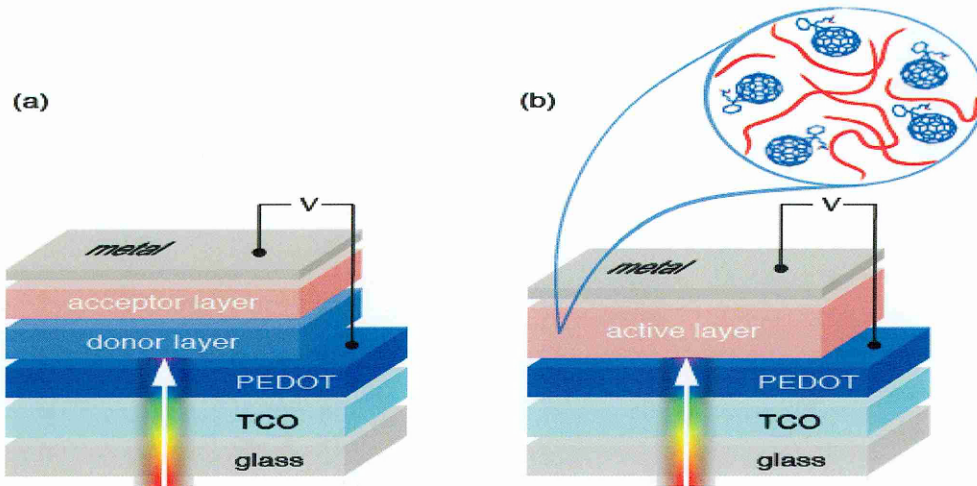 (a)
V
metal
acceptor layer
donor layer
PEDOT
TCO
glass
(b)
V
metal
active layer
PEDOT
TCO
glass